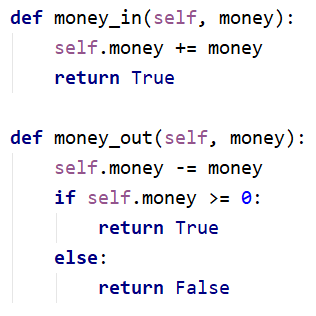 def money_in(self, money):
    self.money += money
    return True

def money_out(self, money):
    self.money -= money
    if self.money >= 0:
        return True
    else:
        return False